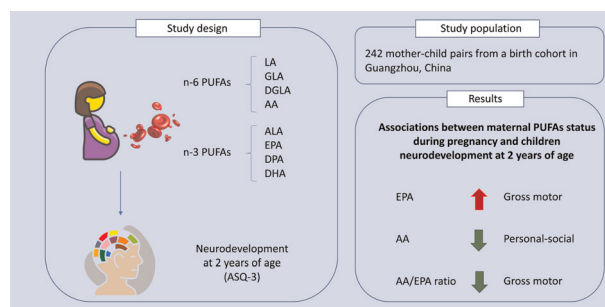 Study design
n-6 PUFAs
LA
GLA
DGLA
AA
n-3 PUFAs
ALA
EPA
DPA
DHA
Neurodevelopment
at 2 years of age
(ASQ-3)
Study population
242 mother-child pairs from a birth cohort in
Guangzhou, China
Results
Associations between maternal PUFAs status
during pregnancy and children
neurodevelopment at 2 years of age
EPA Gross motor
AA Personal-social
AA/EPA ratio Gross motor